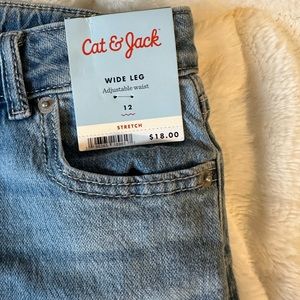 Cat & Jack
WIDE LEG
Adjustable waist
12
STRETCH
$18.00